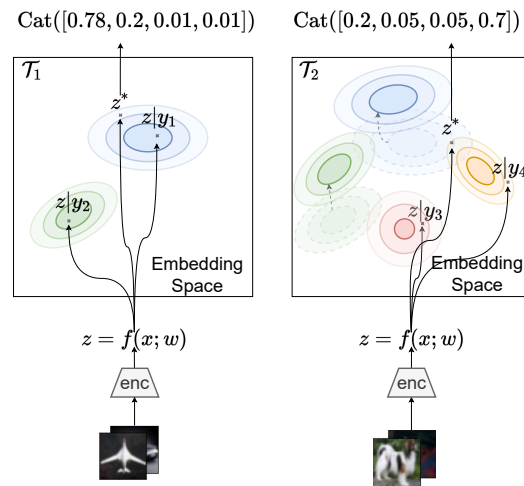 Cat([0.78, 0.2, 0.01, 0.01])
𝒯₁
z*
z|y₁
z|y₂
Embedding
Space
z = f(x; w)
enc
Cat([0.2, 0.05, 0.05, 0.7])
𝒯₂
z*
z|y₄
z|y₃
Embedding
Space
z = f(x; w)
enc